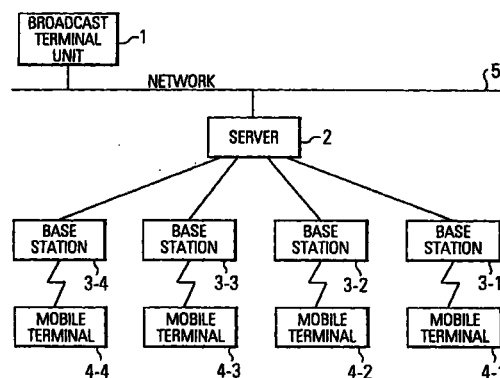 BROADCAST
TERMINAL
UNIT
1
NETWORK
5
SERVER
2
BASE
STATION
3-4
BASE
STATION
3-3
BASE
STATION
3-2
BASE
STATION
3-1
MOBILE TERMINAL
4-4
MOBILE TERMINAL
4-3
MOBILE TERMINAL
4-2
MOBILE TERMINAL
4-1